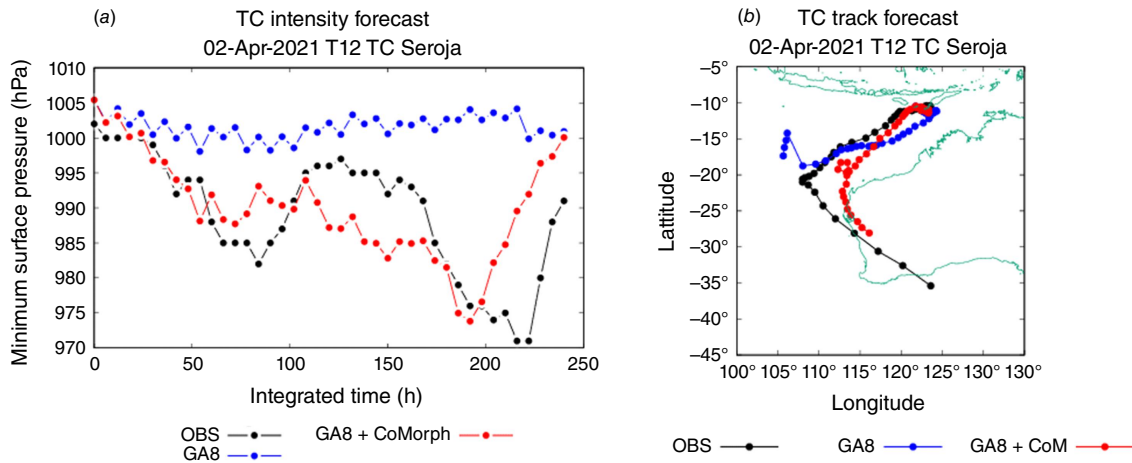 (a) TC intensity forecast
02-Apr-2021 T12 TC Seroja
Minimum surface pressure (hPa)
1010
1005
1000
995
990
985
980
975
970
0 50 100 150 200 250
Integrated time (h)
OBS GA8 + CoMorph
GA8
(b) TC track forecast
02-Apr-2021 T12 TC Seroja
Lattitude
–5°
–10°
–15°
–20°
–25°
–30°
–35°
–40°
–45°
100° 105° 110° 115° 120° 125° 130° 130°
Longitude
OBS GA8 GA8 + CoM